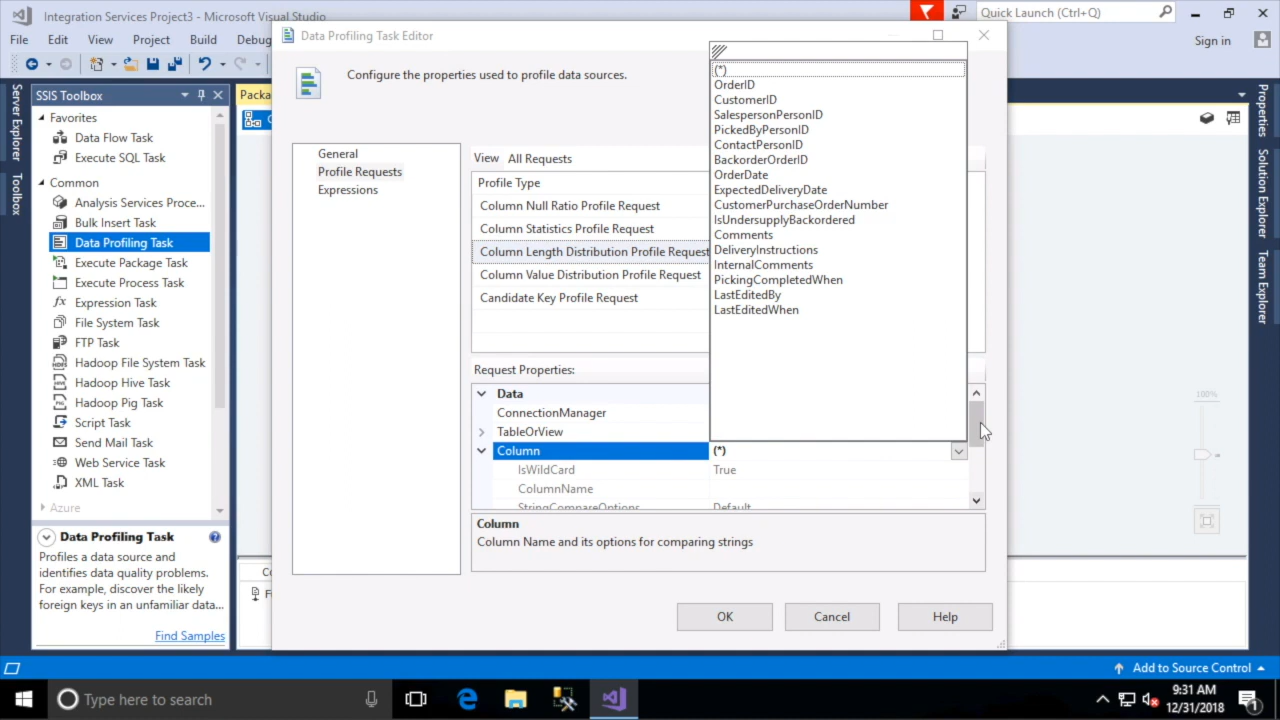 Integration Services Project3 - Microsoft Visual Studio
Quick Launch (Ctrl+Q)
File Edit View Project Build Debug
Sign in
Data Profiling Task Editor
Configure the properties used to profile data sources.
Server Explorer
Toolbox
SSIS Toolbox
Favorites
Data Flow Task
Execute SQL Task
Common
Analysis Services Proce...
Bulk Insert Task
Data Profiling Task
Execute Package Task
Execute Process Task
Expression Task
File System Task
FTP Task
Hadoop File System Task
Hadoop Hive Task
Hadoop Pig Task
Script Task
Send Mail Task
Web Service Task
XML Task
Azure
Data Profiling Task
Profiles a data source and
identifies data quality problems.
For example, discover the likely
foreign keys in an unfamiliar data...
Find Samples
General
Profile Requests
Expressions
View All Requests
Profile Type
Column Null Ratio Profile Request
Column Statistics Profile Request
Column Length Distribution Profile Request
Column Value Distribution Profile Request
Candidate Key Profile Request
(*)
OrderID
CustomerID
SalespersonPersonID
PickedByPersonID
ContactPersonID
BackorderOrderID
OrderDate
ExpectedDeliveryDate
CustomerPurchaseOrderNumber
IsUndersupplyBackordered
Comments
DeliveryInstructions
InternalComments
PickingCompletedWhen
LastEditedBy
LastEditedWhen
Request Properties:
Data
ConnectionManager
TableOrView
Column (*)
IsWildCard True
ColumnName
StringCompareOptions Default
Column
Column Name and its options for comparing strings
OK Cancel Help
Properties
Solution Explorer
Team Explorer
100%
Add to Source Control
Type here to search
9:31 AM
12/31/2018
1